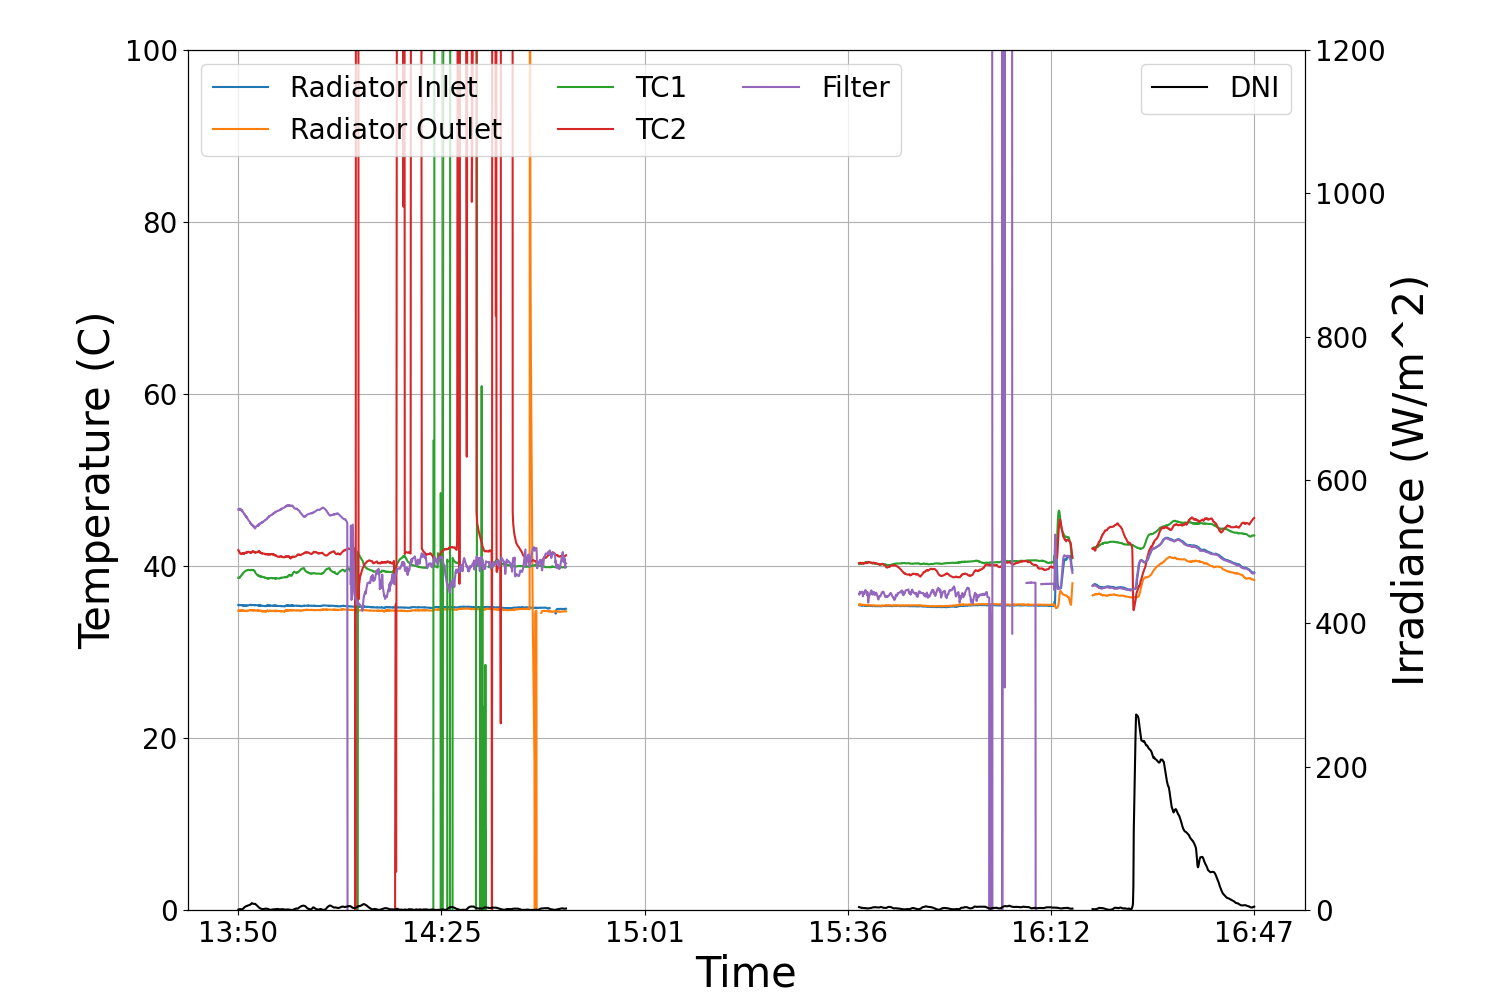 100
80
60
40
20
0
Temperature (C)
Radiator Inlet
Radiator Outlet
TC1
TC2
Filter
DNI
1200
1000
800
600
400
200
0
Irradiance (W/m^2)
13:50 14:25 15:01 15:36 16:12 16:47
Time